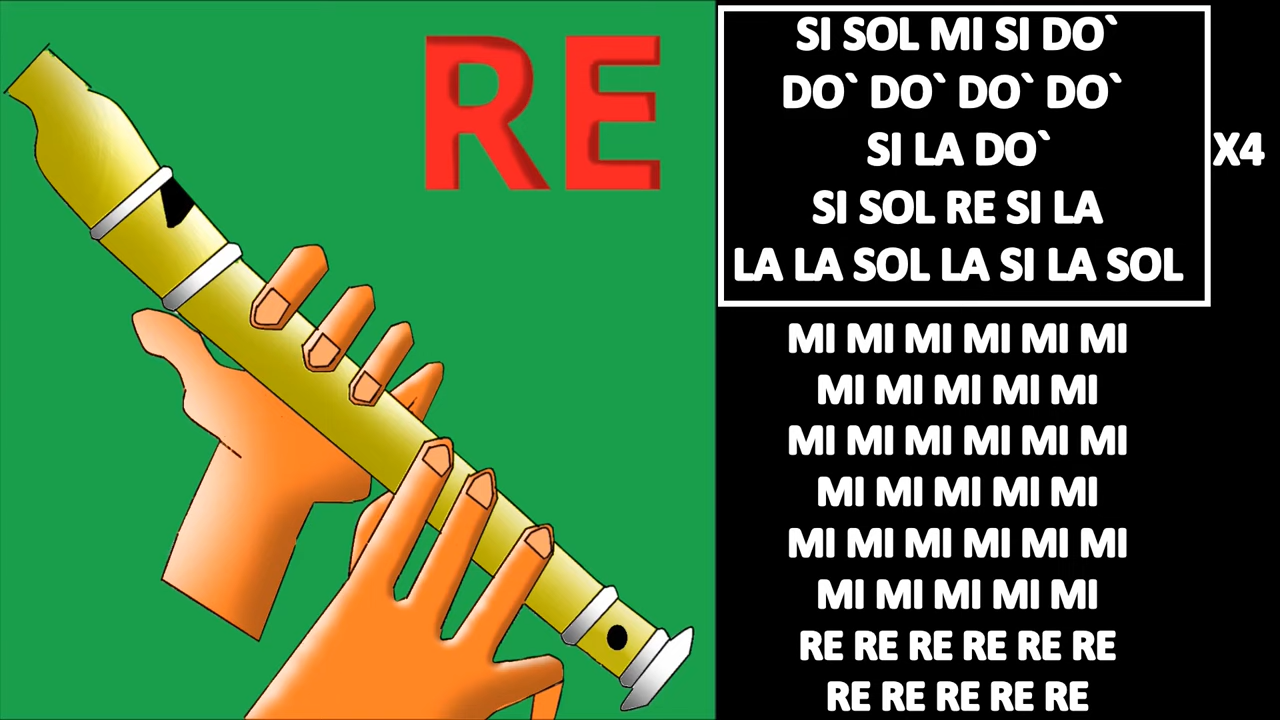 RE
SI SOL MI SI DO`
DO` DO` DO` DO`
SI LA DO`
X4
SI SOL RE SI LA
LA LA SOL LA SI LA SOL
MI MI MI MI MI MI
MI MI MI MI MI
MI MI MI MI MI MI
MI MI MI MI MI
MI MI MI MI MI MI
MI MI MI MI MI
RE RE RE RE RE RE
RE RE RE RE RE